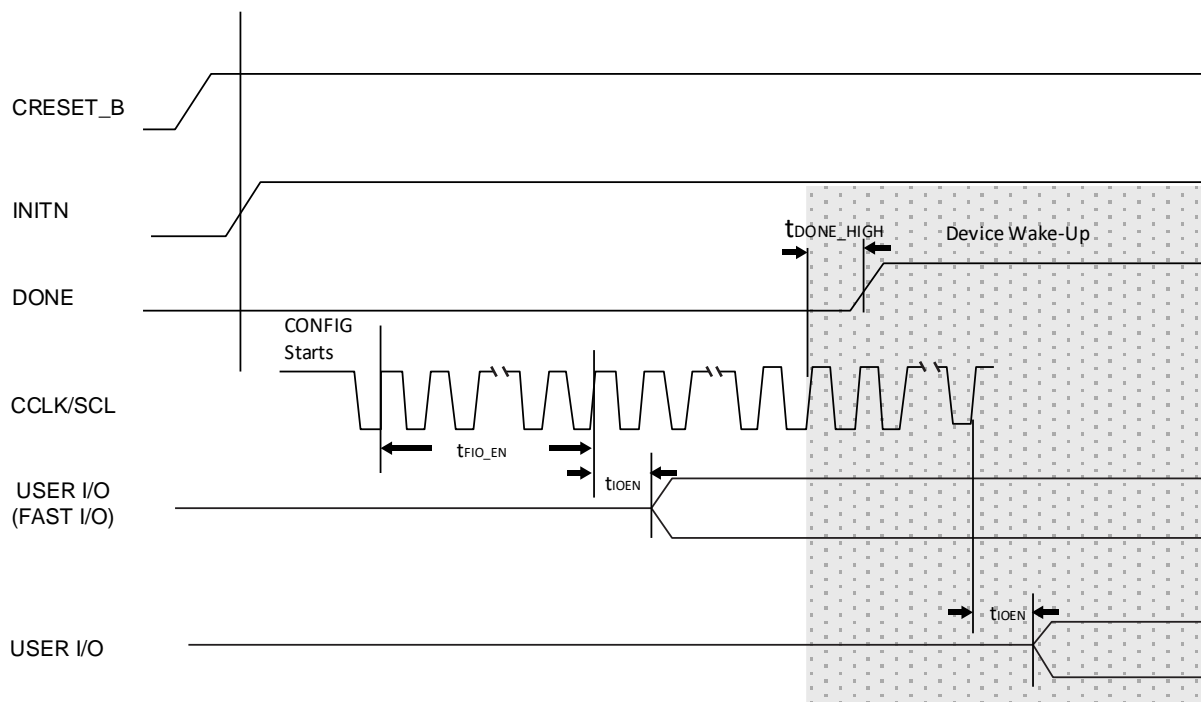 CRESET_B
INITN
tDONE_HIGH
Device Wake-Up
DONE
CONFIG
Starts
CCLK/SCL
tFIO_EN
tIOEN
USER I/O
(FAST I/O)
tIOEN
USER I/O